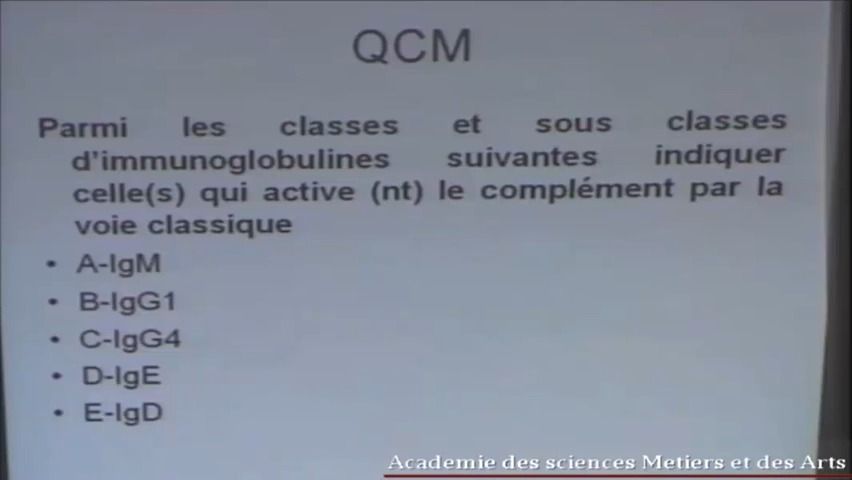 QCM
Parmi les classes et sous classes
d'immunoglobulines suivantes indiquer
celle(s) qui active (nt) le complément par la
voie classique
• A-IgM
• B-IgG1
• C-IgG4
• D-IgE
• E-IgD
Academie des sciences Metiers et des Arts